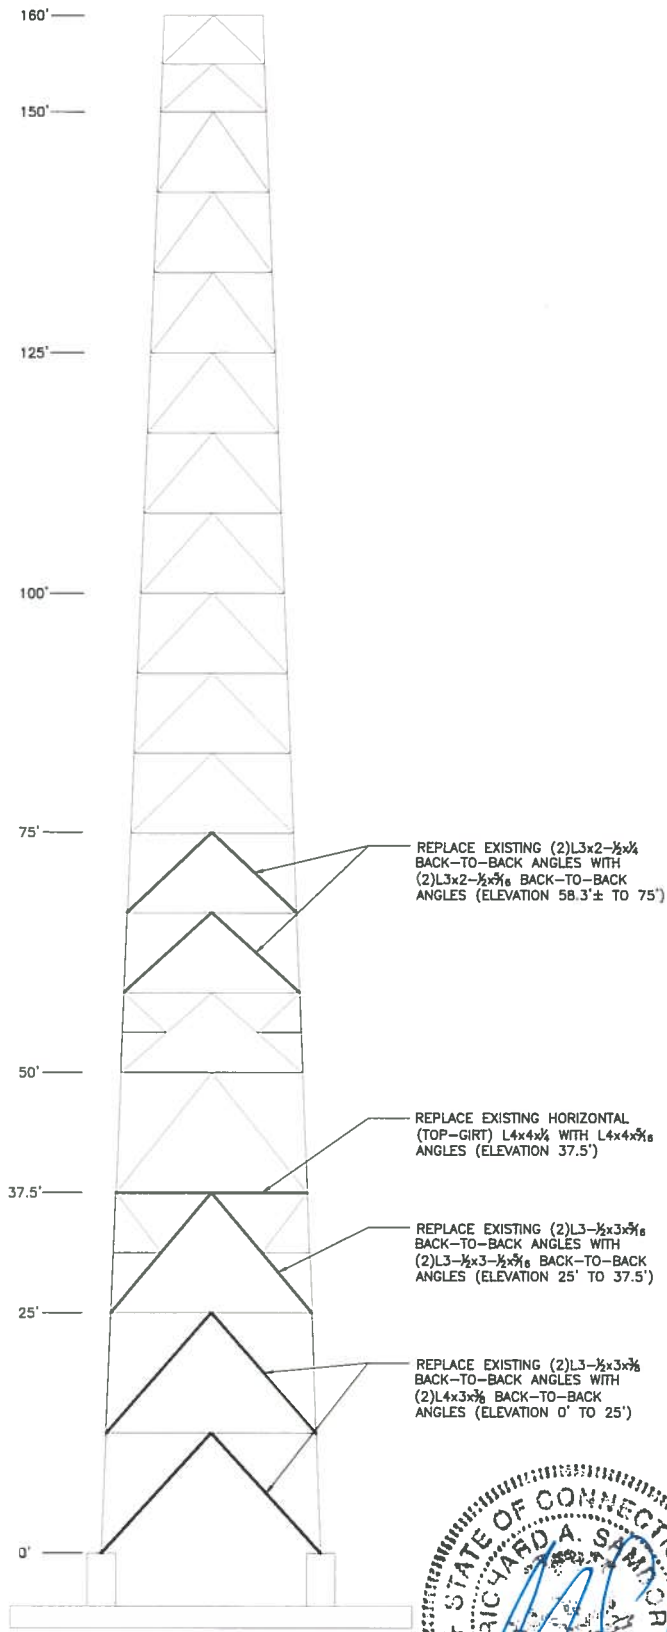 160'
150'
125'
100'
75'
REPLACE EXISTING (2)L3x2-½x¼
BACK-TO-BACK ANGLES WITH
(2)L3x2-½x5/16 BACK-TO-BACK
ANGLES (ELEVATION 58.3'± TO 75')
50'
REPLACE EXISTING HORIZONTAL
(TOP-GIRT) L4x4x¼ WITH L4x4x5/16
ANGLES (ELEVATION 37.5')
37.5'
REPLACE EXISTING (2)L3-½x3x5/16
BACK-TO-BACK ANGLES WITH
(2)L3-½x3-½x5/16 BACK-TO-BACK
ANGLES (ELEVATION 25' TO 37.5')
25'
REPLACE EXISTING (2)L3-½x3x⅜
BACK-TO-BACK ANGLES WITH
(2)L4x3x⅜ BACK-TO-BACK
ANGLES (ELEVATION 0' TO 25')
0'
STATE OF
RICHARD A.